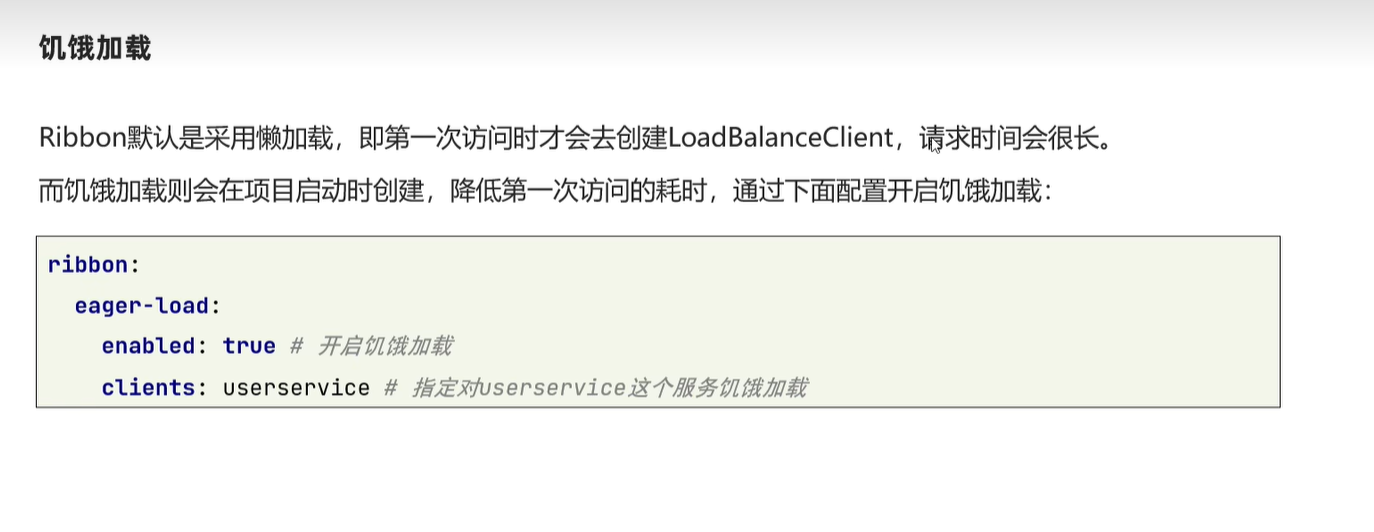 饥饿加载
Ribbon默认是采用懒加载，即第一次访问时才会去创建LoadBalanceClient，请求时间会很长。
而饥饿加载则会在项目启动时创建，降低第一次访问的耗时，通过下面配置开启饥饿加载：
ribbon:
  eager-load:
    enabled: true # 开启饥饿加载
    clients: userservice # 指定对userservice这个服务饥饿加载